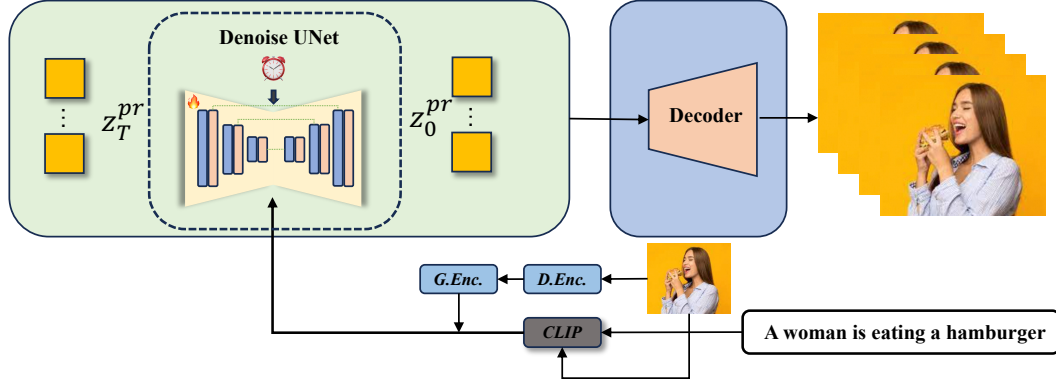 Denoise UNet
z_T^{pr}
z_0^{pr}
Decoder
G.Enc.
D.Enc.
CLIP
A woman is eating a hamburger